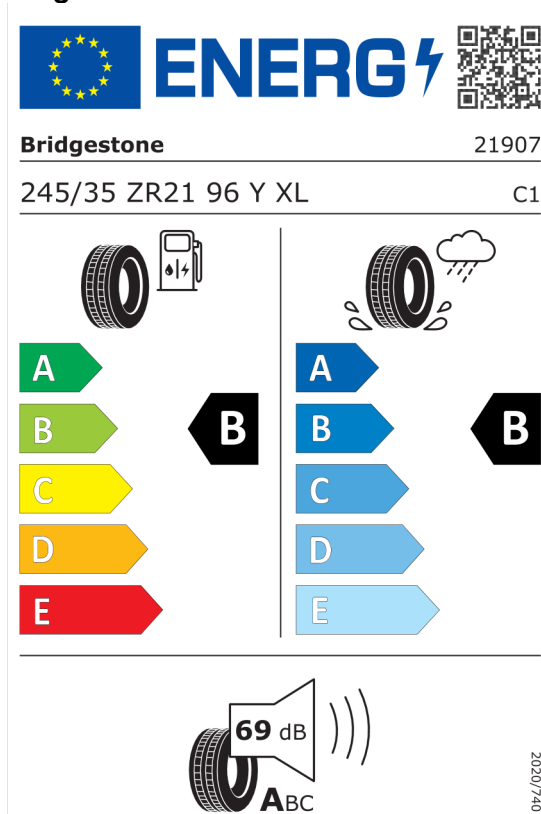 ENERG
Bridgestone 21907
245/35 ZR21 96 Y XL C1
A A
B B B B
C C
D D
E E
69 dB
ABC
2020/740